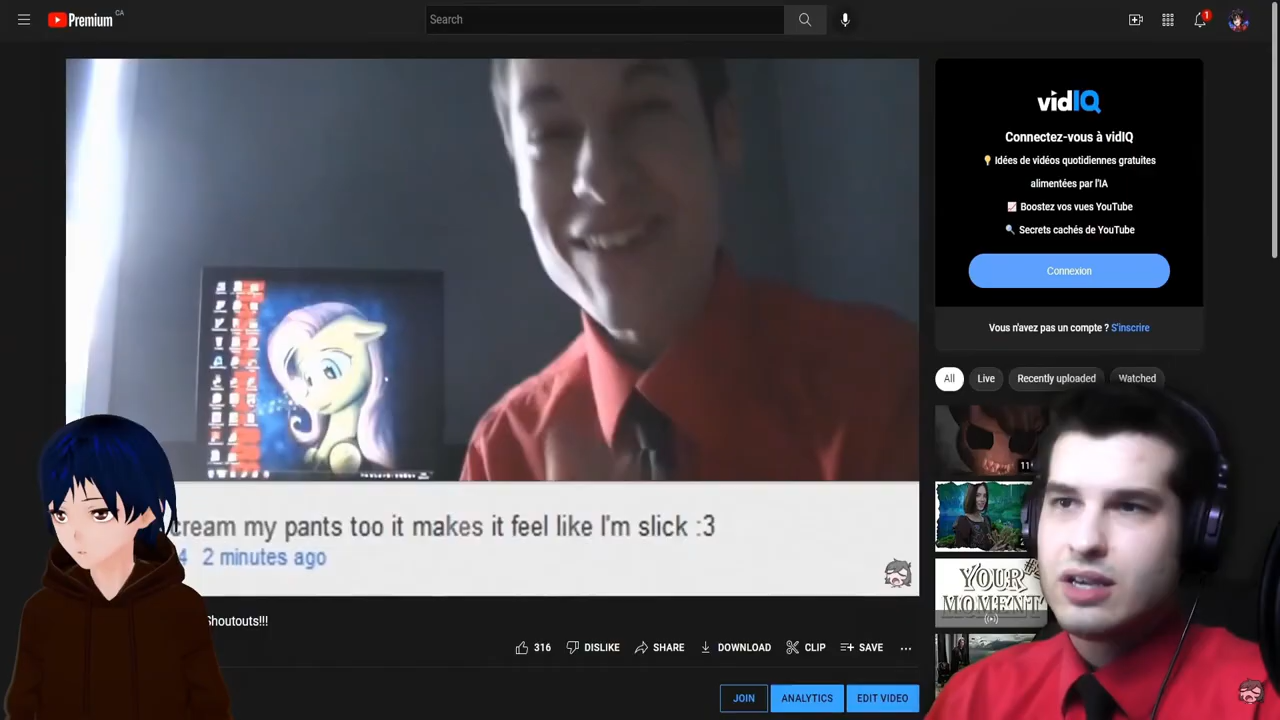 Premium CA
Search
1
vidIQ
Connectez-vous à vidIQ
Idées de vidéos quotidiennes gratuites
alimentées par l'IA
Boostez vos vues YouTube
Secrets cachés de YouTube
Connexion
Vous n'avez pas un compte ? S'inscrire
All Live Recently uploaded Watched
cream my pants too it makes it feel like I'm slick :3
4 2 minutes ago
YOUR
MOMENT
Shoutouts!!!
316 DISLIKE SHARE DOWNLOAD CLIP SAVE ...
JOIN ANALYTICS EDIT VIDEO